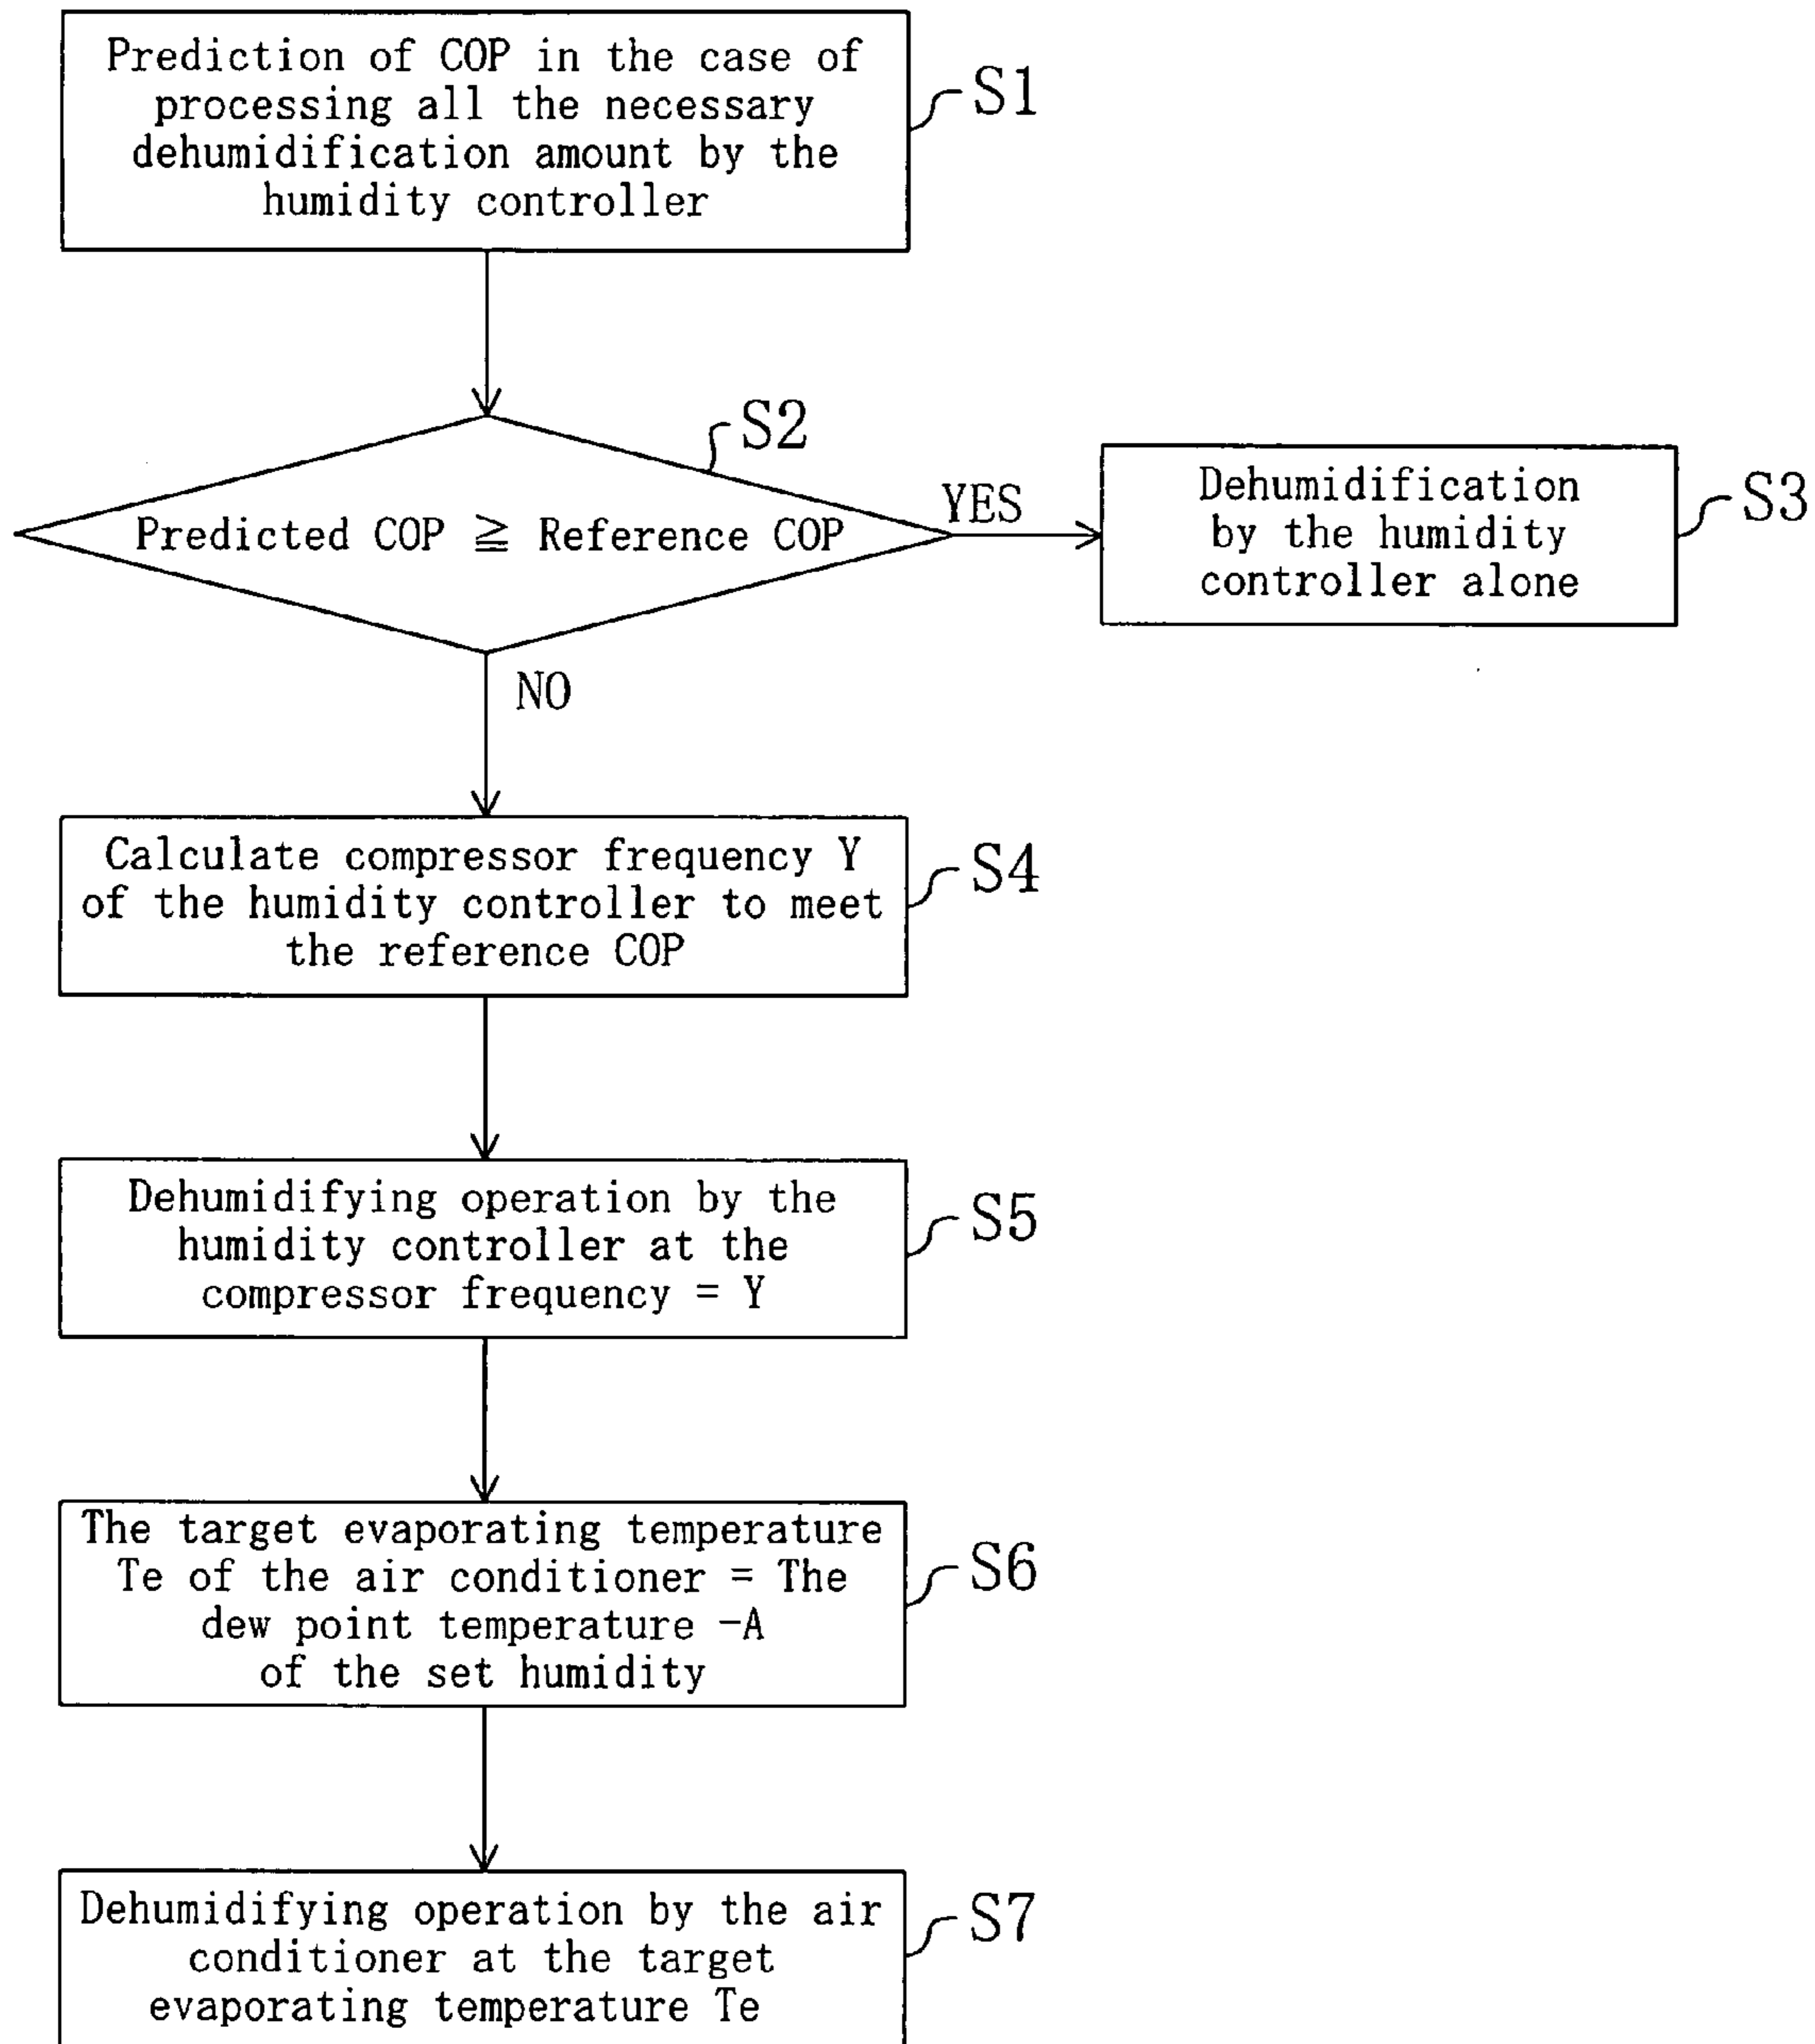 Prediction of COP in the case of
processing all the necessary
dehumidification amount by the
humidity controller
S1
S2
Predicted COP ≧ Reference COP
YES
Dehumidification
by the humidity
controller alone
S3
NO
Calculate compressor frequency Y
of the humidity controller to meet
the reference COP
S4
Dehumidifying operation by the
humidity controller at the
compressor frequency = Y
S5
The target evaporating temperature
Te of the air conditioner = The
dew point temperature -A
of the set humidity
S6
Dehumidifying operation by the air
conditioner at the target
evaporating temperature Te
S7